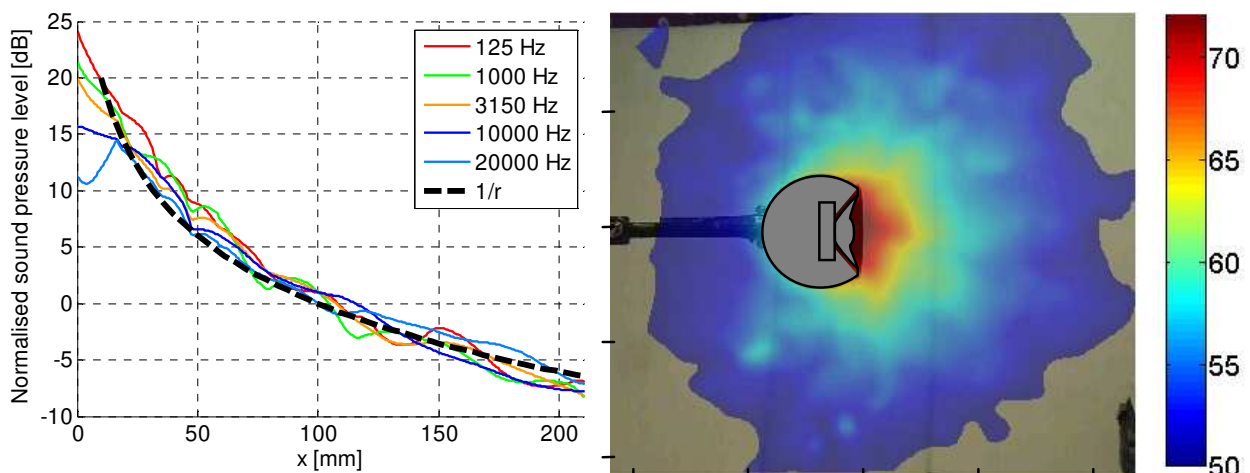 Normalised sound pressure level [dB]
25
20
15
10
5
0
-5
-10
0
50
100
150
200
x [mm]
125 Hz
1000 Hz
3150 Hz
10000 Hz
20000 Hz
1/r
70
65
60
55
50